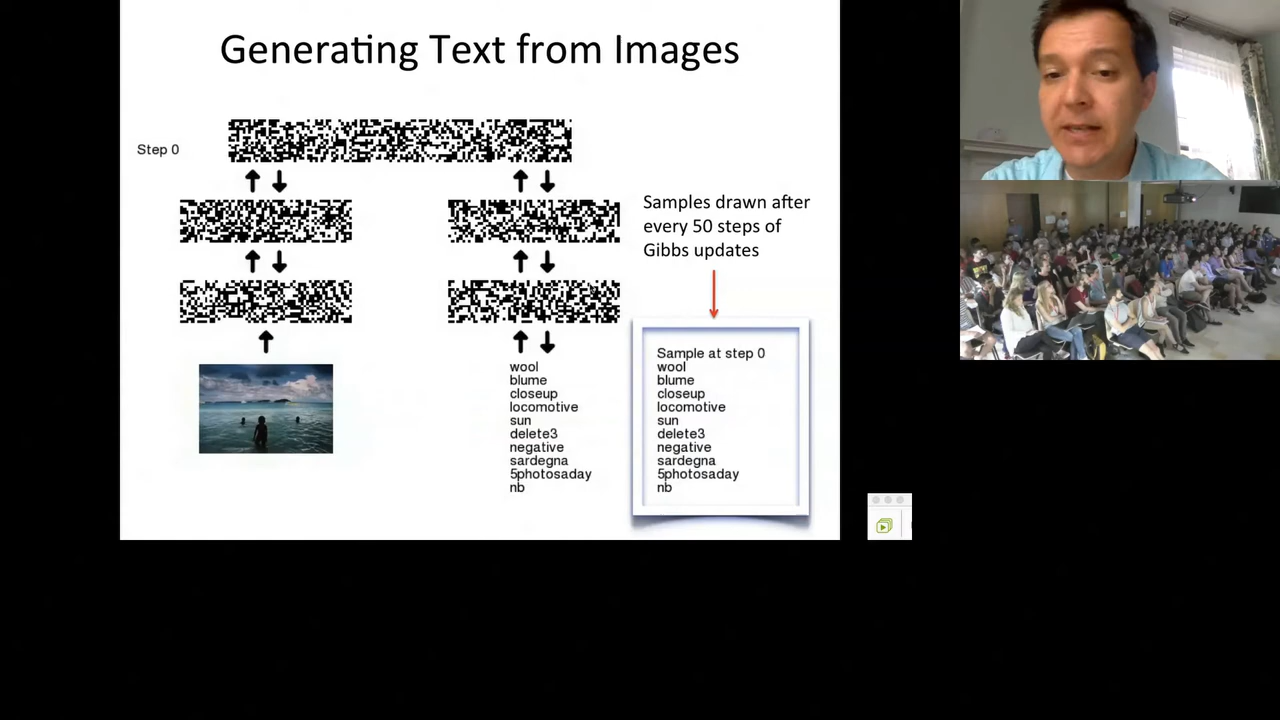 Generating Text from Images
Step 0
Samples drawn after
every 50 steps of
Gibbs updates
wool
blume
closeup
locomotive
sun
delete3
negative
sardegna
5photosaday
nb
Sample at step 0
wool
blume
closeup
locomotive
sun
delete3
negative
sardegna
5photosaday
nb